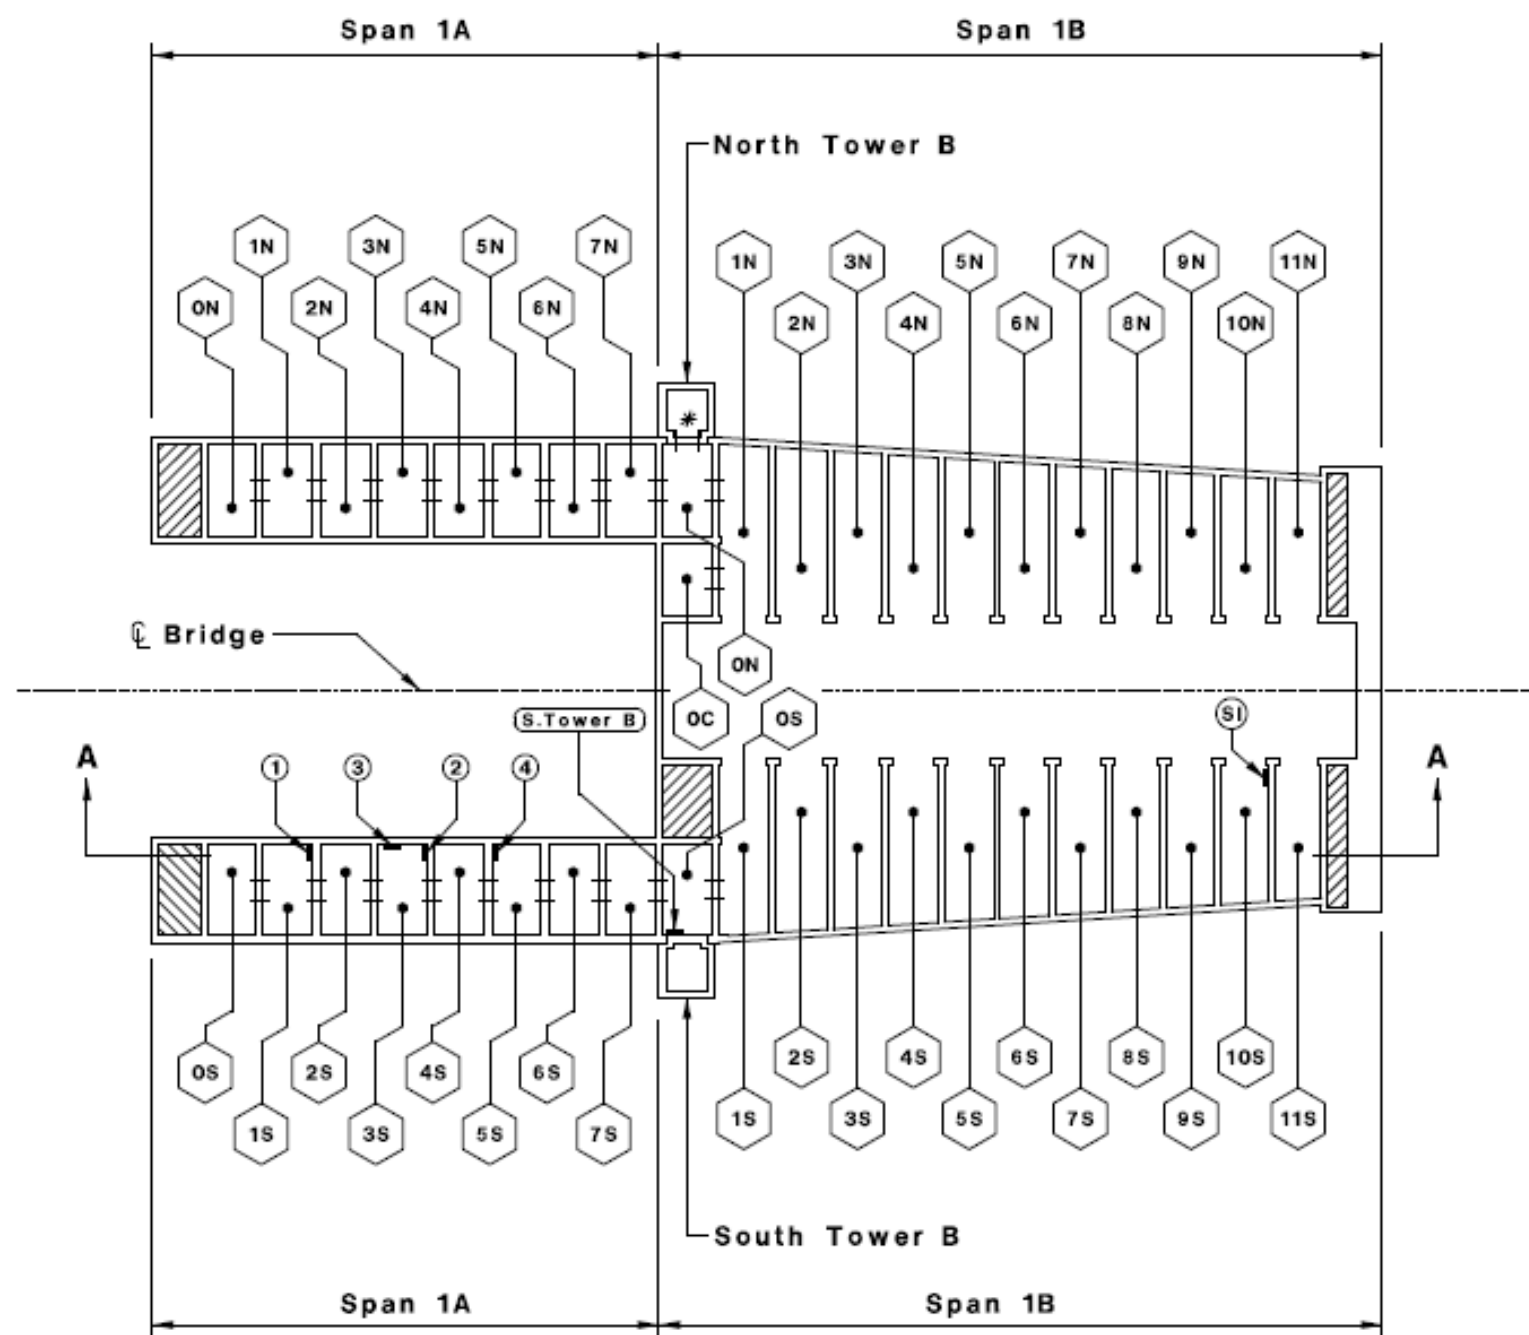 Span 1A
Span 1B
North Tower B
1N
3N
5N
7N
1N
3N
5N
7N
9N
11N
0N
2N
4N
6N
2N
4N
6N
8N
10N
*
℄ Bridge
0N
S.Tower B
0C
0S
SI
A
1
3
2
4
A
0S
2S
4S
6S
2S
4S
6S
8S
10S
1S
3S
5S
7S
1S
3S
5S
7S
9S
11S
South Tower B
Span 1A
Span 1B